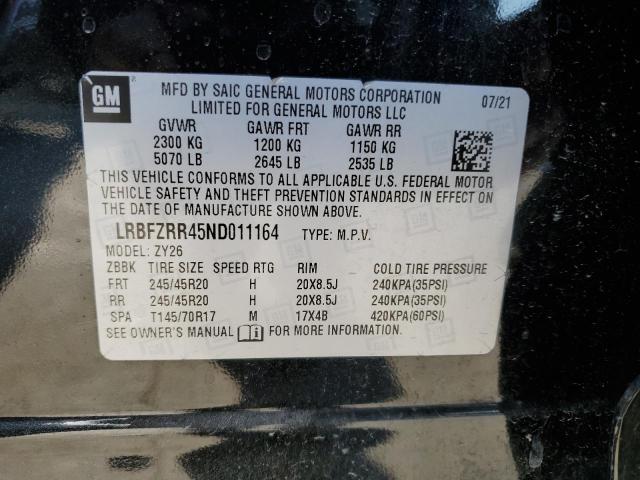 GM
MFD BY SAIC GENERAL MOTORS CORPORATION 07/21
LIMITED FOR GENERAL MOTORS LLC
GVWR GAWR FRT GAWR RR
2300 KG 1200 KG 1150 KG
5070 LB 2645 LB 2535 LB
THIS VEHICLE CONFORMS TO ALL APPLICABLE U.S. FEDERAL MOTOR
VEHICLE SAFETY AND THEFT PREVENTION STANDARDS IN EFFECT ON
THE DATE OF MANUFACTURE SHOWN ABOVE.
LRBFZRR45ND011164 TYPE: M.P.V.
MODEL: ZY26
ZBBK TIRE SIZE SPEED RTG RIM COLD TIRE PRESSURE
FRT 245/45R20 H 20X8.5J 240KPA(35PSI)
RR 245/45R20 H 20X8.5J 240KPA(35PSI)
SPA T145/70R17 M 17X4B 420KPA(60PSI)
SEE OWNER'S MANUAL FOR MORE INFORMATION.